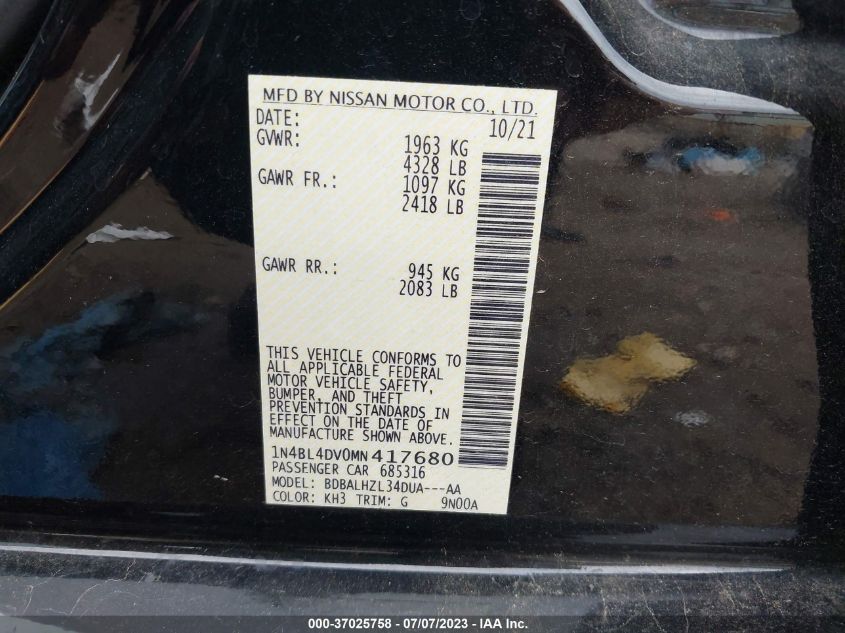 MFD BY NISSAN MOTOR CO., LTD.
DATE: 10/21
GVWR: 1963 KG
4328 LB
GAWR FR.: 1097 KG
2418 LB
GAWR RR.: 945 KG
2083 LB
THIS VEHICLE CONFORMS TO
ALL APPLICABLE FEDERAL
MOTOR VEHICLE SAFETY,
BUMPER, AND THEFT
PREVENTION STANDARDS IN
EFFECT ON THE DATE OF
MANUFACTURE SHOWN ABOVE.
1N4BL4DV0MN417680
PASSENGER CAR 685316
MODEL: BDBALHZL34DUA---AA
COLOR: KH3 TRIM: G 9N00A
000-37025758 - 07/07/2023 - IAA Inc.